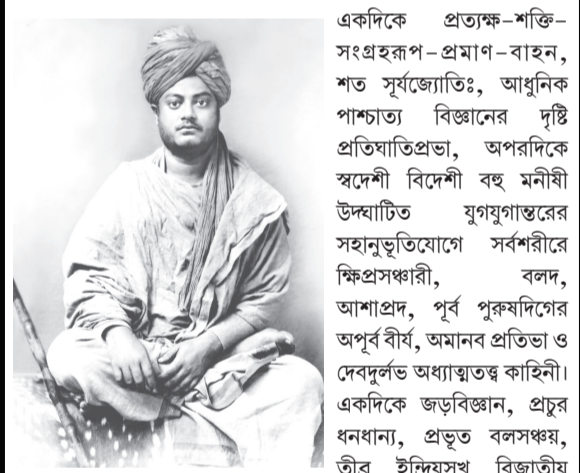 একদিকে প্রত্যক্ষ-শক্তি-
সংগ্রহরূপ-প্রমাণ-বাহন,
শত সূর্যজ্যোতিঃ, আধুনিক
পাশ্চাত্য বিজ্ঞানের দৃষ্টি
প্রতিঘাতিপ্রভা, অপরদিকে
স্বদেশী বিদেশী বহু মনীষী
উদ্ঘাটিত যুগযুগান্তরের
সহানুভূতিযোগে সর্বশরীরে
ক্ষিপ্রসঞ্চারী, বলদ,
আশাপ্রদ, পূর্ব পুরুষদিগের
অপূর্ব বীর্য, অমানব প্রতিভা ও
দেবদুর্লভ অধ্যাত্মতত্ত্ব কাহিনী।
একদিকে জড়বিজ্ঞান, প্রচুর
ধনধান্য, প্রভূত বলসঞ্চয়,
তীব্র ইন্দ্রিয়সুখ বিজাতীয়